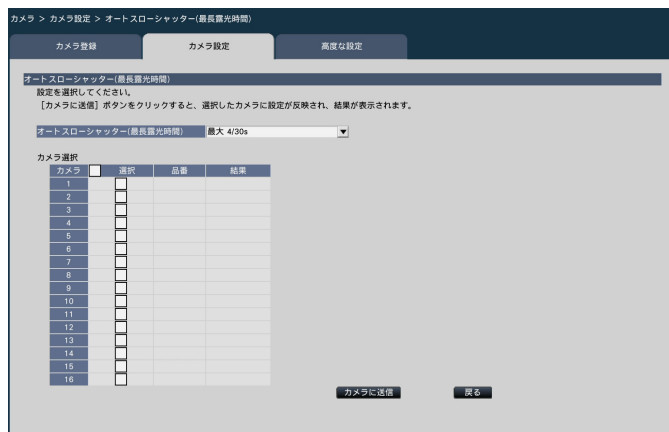 カメラ > カメラ設定 > オートスローシャッター(最長露光時間)
カメラ登録 カメラ設定 高度な設定
オートスローシャッター(最長露光時間)
設定を選択してください。
[カメラに送信] ボタンをクリックすると、選択したカメラに設定が反映され、結果が表示されます。
オートスローシャッター(最長露光時間) 最大 4/30s
カメラ選択
カメラ 選択 品番 結果
1
2
3
4
5
6
7
8
9
10
11
12
13
14
15
16
カメラに送信 戻る